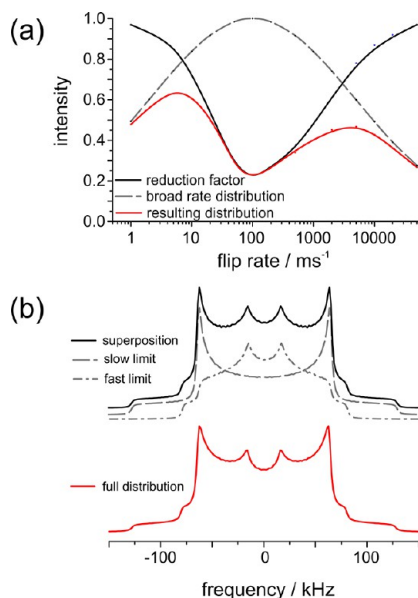 (a)
intensity
1.0
0.8
0.6
0.4
0.2
0.0
reduction factor
broad rate distribution
resulting distribution
1 10 100 1000 10000
flip rate / ms⁻¹
(b)
superposition
slow limit
fast limit
full distribution
-100 0 100
frequency / kHz